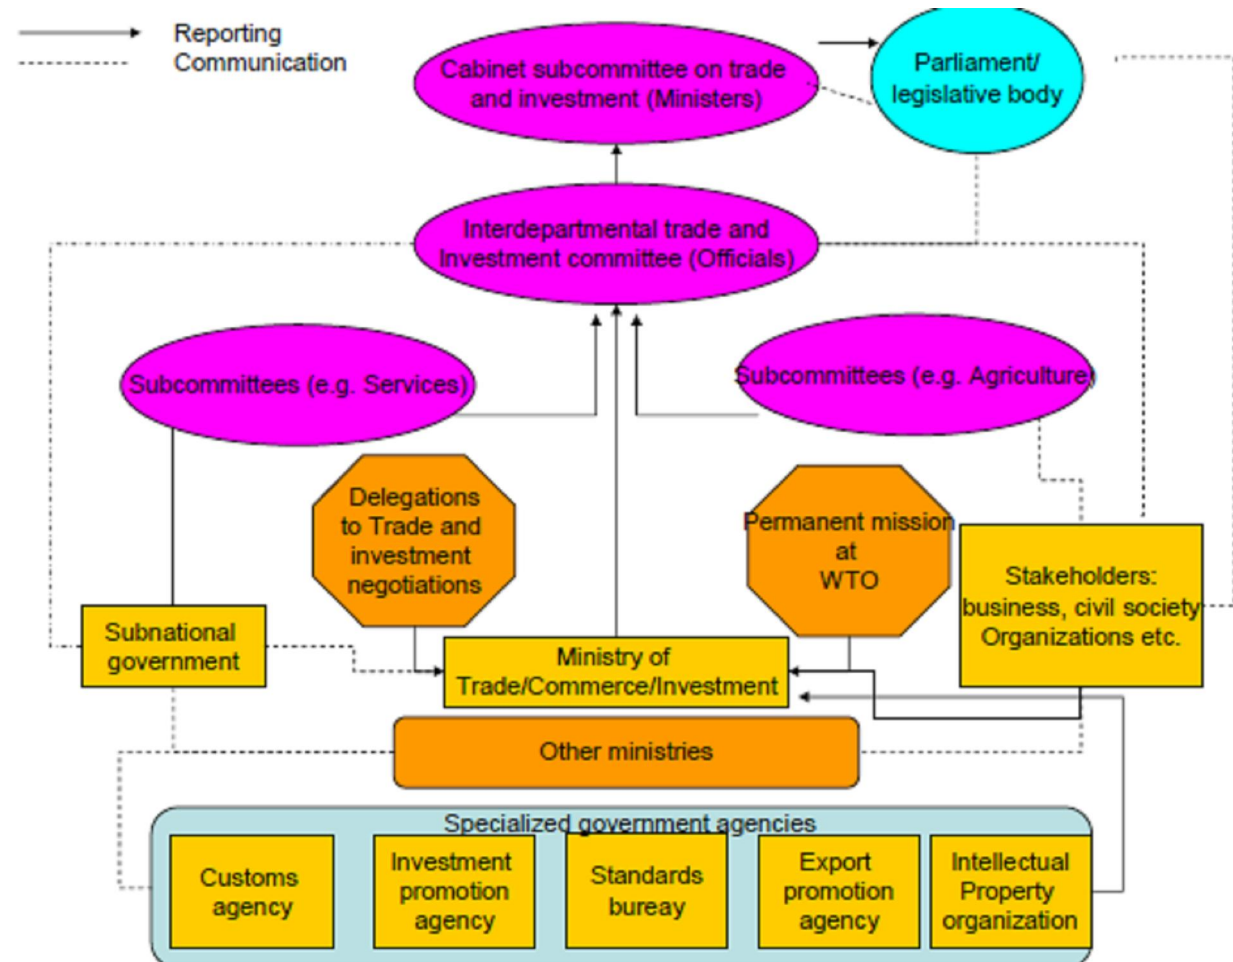 Reporting
Communication
Cabinet subcommittee on trade
and investment (Ministers)
Parliament/
legislative body
Interdepartmental trade and
Investment committee (Officials)
Subcommittees (e.g. Services)
Subcommittees (e.g. Agriculture)
Delegations
to Trade and
investment
negotiations
Permanent mission
at
WTO
Stakeholders:
business, civil society
Organizations etc.
Subnational
government
Ministry of
Trade/Commerce/Investment
Other ministries
Specialized government agencies
Customs
agency
Investment
promotion
agency
Standards
bureay
Export
promotion
agency
Intellectual
Property
organization